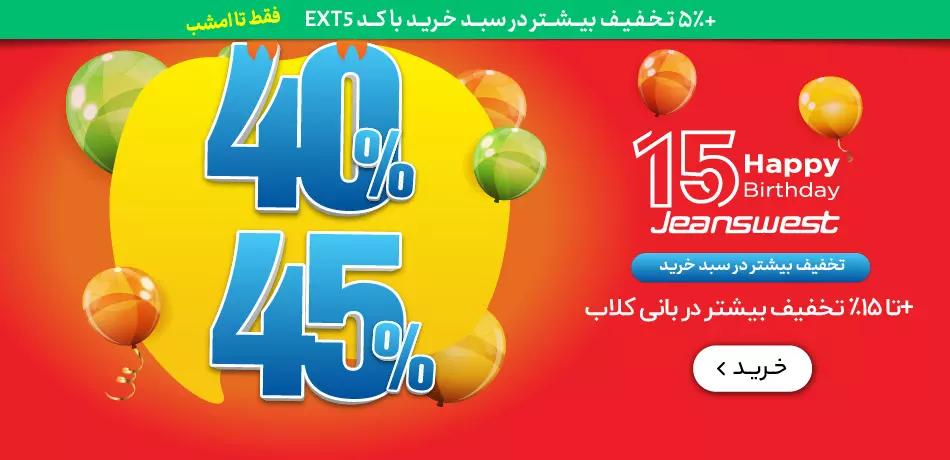 +۵٪ تخفیف بیشتر در سبد خرید با کد EXT5 فقط تا امشب
40%
45%
15 Happy
Birthday
Jeanswest
تخفیف بیشتر در سبد خرید
+تا ۱۵٪ تخفیف بیشتر در بانی کلاب
خرید